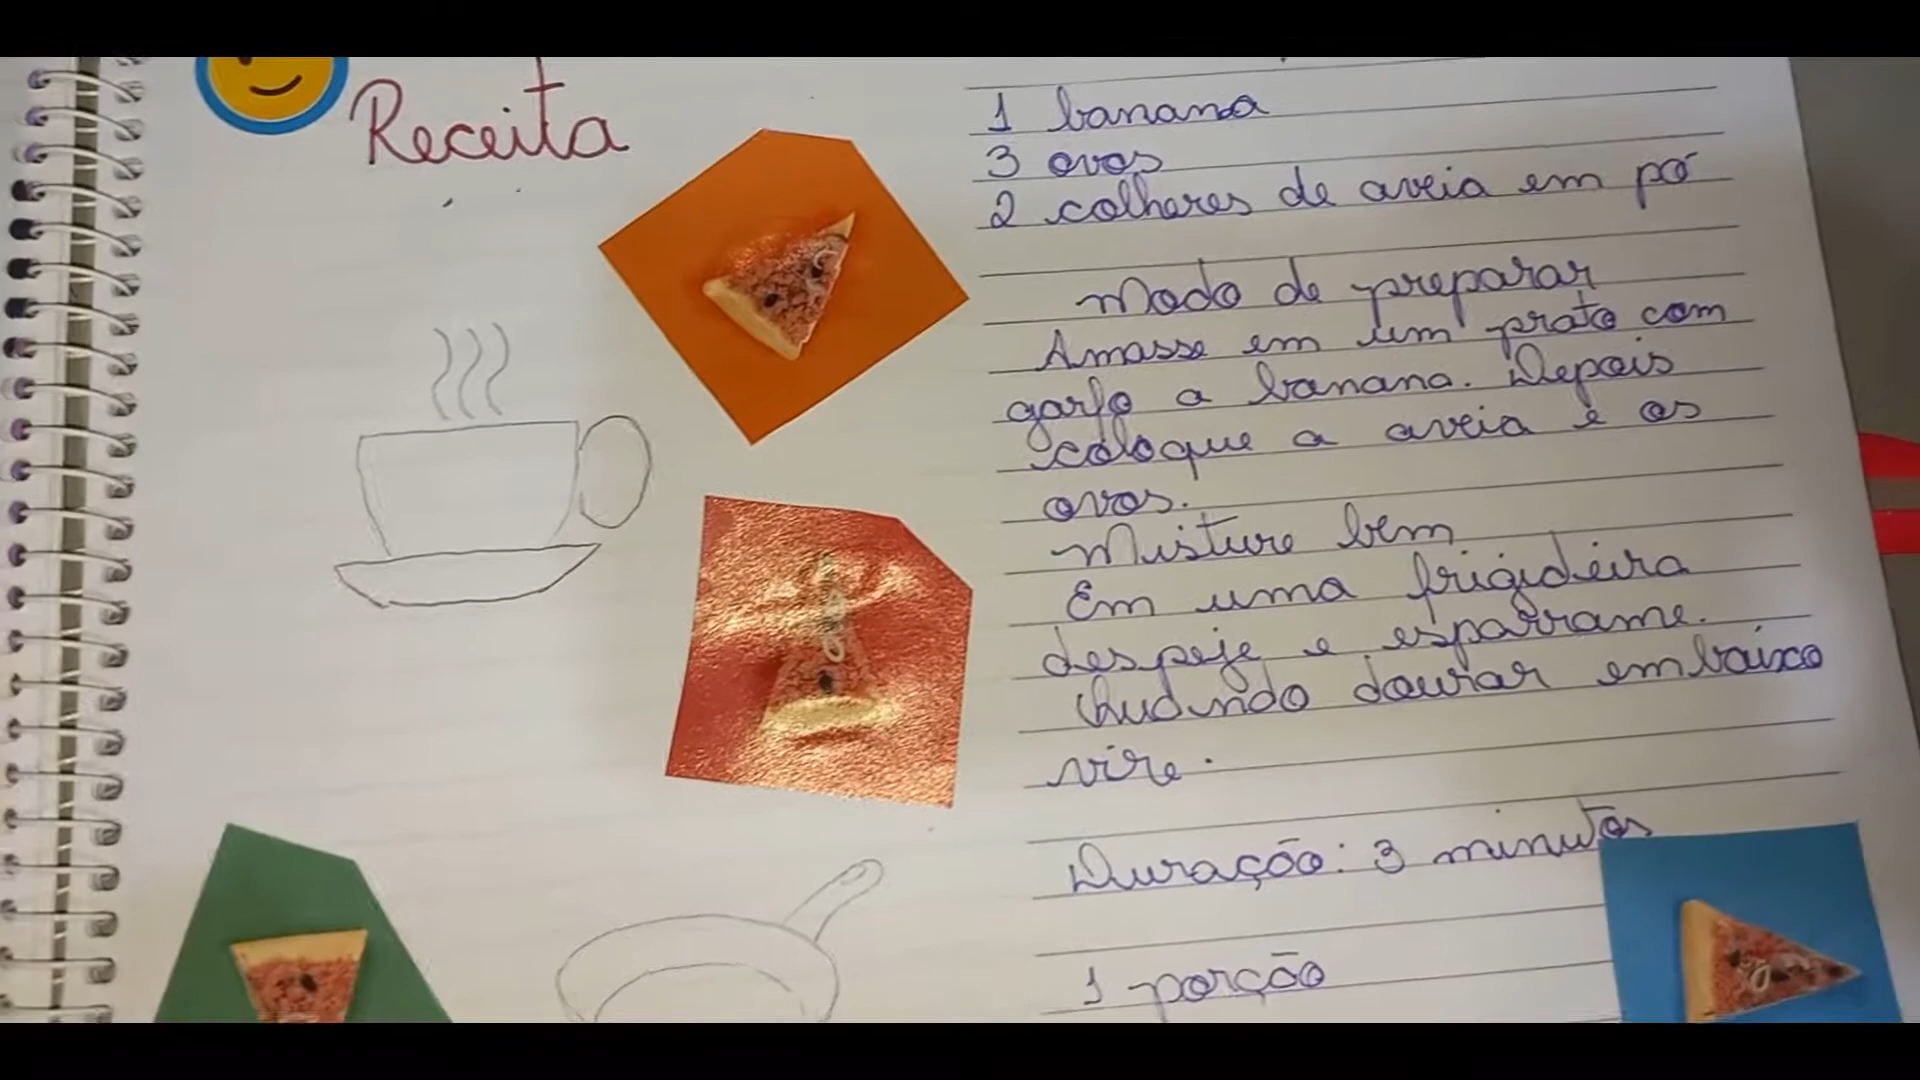 Receita
1 banana
3 ovos
2 colheres de aveia em pó
Modo de preparar
Amasse em um prato com
garfo a banana. Depois
coloque a aveia e os
ovos.
Misture bem
Em uma frigideira
despeje e esparrame.
dourar embaixo
vire.
Duração: 3 minutos
1 porção